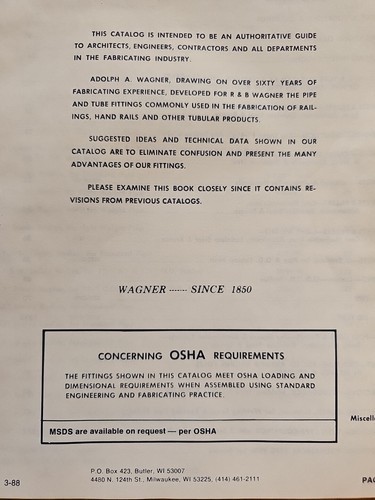 THIS CATALOG IS INTENDED TO BE AN AUTHORITATIVE GUIDE
TO ARCHITECTS, ENGINEERS, CONTRACTORS AND ALL DEPARTMENTS
IN THE FABRICATING INDUSTRY.
ADOLPH A. WAGNER, DRAWING ON OVER SIXTY YEARS OF
FABRICATING EXPERIENCE, DEVELOPED FOR R & B WAGNER THE PIPE
AND TUBE FITTINGS COMMONLY USED IN THE FABRICATION OF RAIL-
INGS, HAND RAILS AND OTHER TUBULAR PRODUCTS.
SUGGESTED IDEAS AND TECHNICAL DATA SHOWN IN OUR
CATALOG ARE TO ELIMINATE CONFUSION AND PRESENT THE MANY
ADVANTAGES OF OUR FITTINGS.
PLEASE EXAMINE THIS BOOK CLOSELY SINCE IT CONTAINS RE-
VISIONS FROM PREVIOUS CATALOGS.
WAGNER ------- SINCE 1850
CONCERNING OSHA REQUIREMENTS
THE FITTINGS SHOWN IN THIS CATALOG MEET OSHA LOADING AND
DIMENSIONAL REQUIREMENTS WHEN ASSEMBLED USING STANDARD
ENGINEERING AND FABRICATING PRACTICE.
Miscell
MSDS are available on request — per OSHA
P.O. Box 423, Butler, WI 53007
3-88 4480 N. 124th St., Milwaukee, WI 53225, (414) 461-2111 PAG